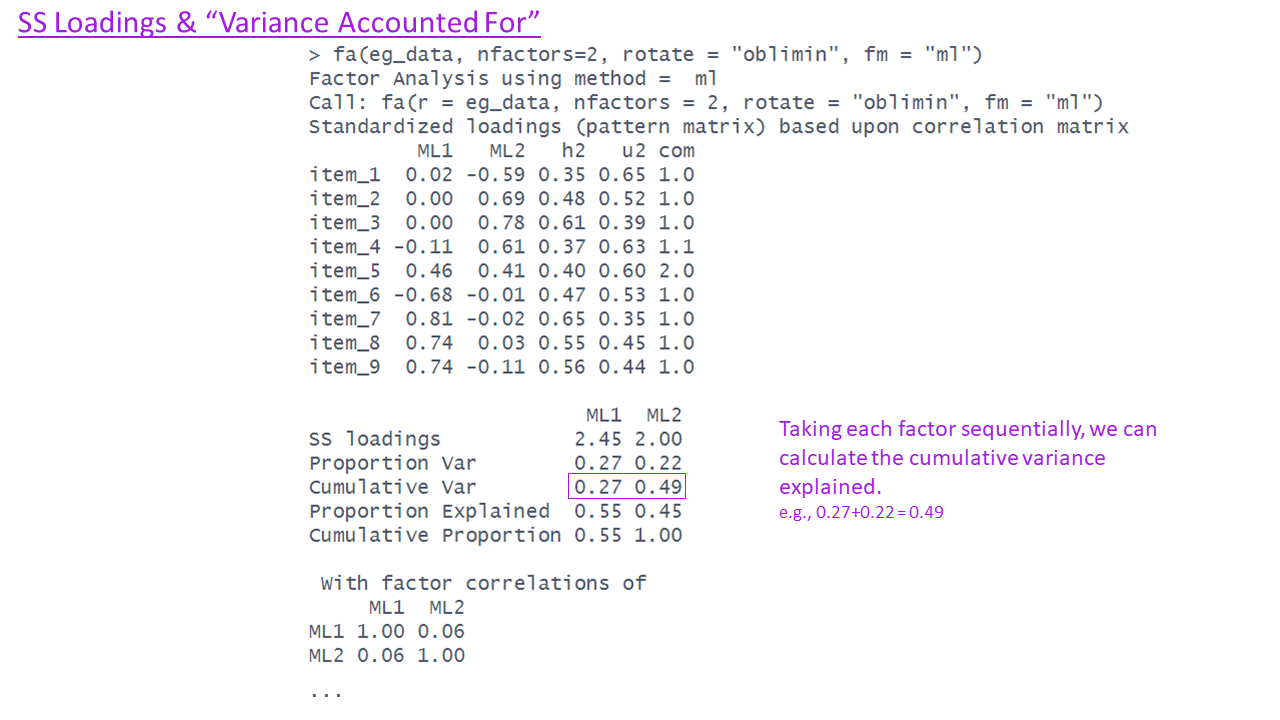 SS Loadings & “Variance Accounted For”
> fa(eg_data, nfactors=2, rotate = "oblimin", fm = "ml")
Factor Analysis using method =  ml
Call: fa(r = eg_data, nfactors = 2, rotate = "oblimin", fm = "ml")
Standardized loadings (pattern matrix) based upon correlation matrix
         ML1   ML2   h2   u2 com
item_1  0.02 -0.59 0.35 0.65 1.0
item_2  0.00  0.69 0.48 0.52 1.0
item_3  0.00  0.78 0.61 0.39 1.0
item_4 -0.11  0.61 0.37 0.63 1.1
item_5  0.46  0.41 0.40 0.60 2.0
item_6 -0.68 -0.01 0.47 0.53 1.0
item_7  0.81 -0.02 0.65 0.35 1.0
item_8  0.74  0.03 0.55 0.45 1.0
item_9  0.74 -0.11 0.56 0.44 1.0
                       ML1  ML2
SS loadings           2.45 2.00
Proportion Var        0.27 0.22
Cumulative Var        0.27 0.49
Proportion Explained  0.55 0.45
Cumulative Proportion 0.55 1.00
Taking each factor sequentially, we can
calculate the cumulative variance
explained.
e.g., 0.27+0.22 = 0.49
With factor correlations of
     ML1  ML2
ML1 1.00 0.06
ML2 0.06 1.00
...